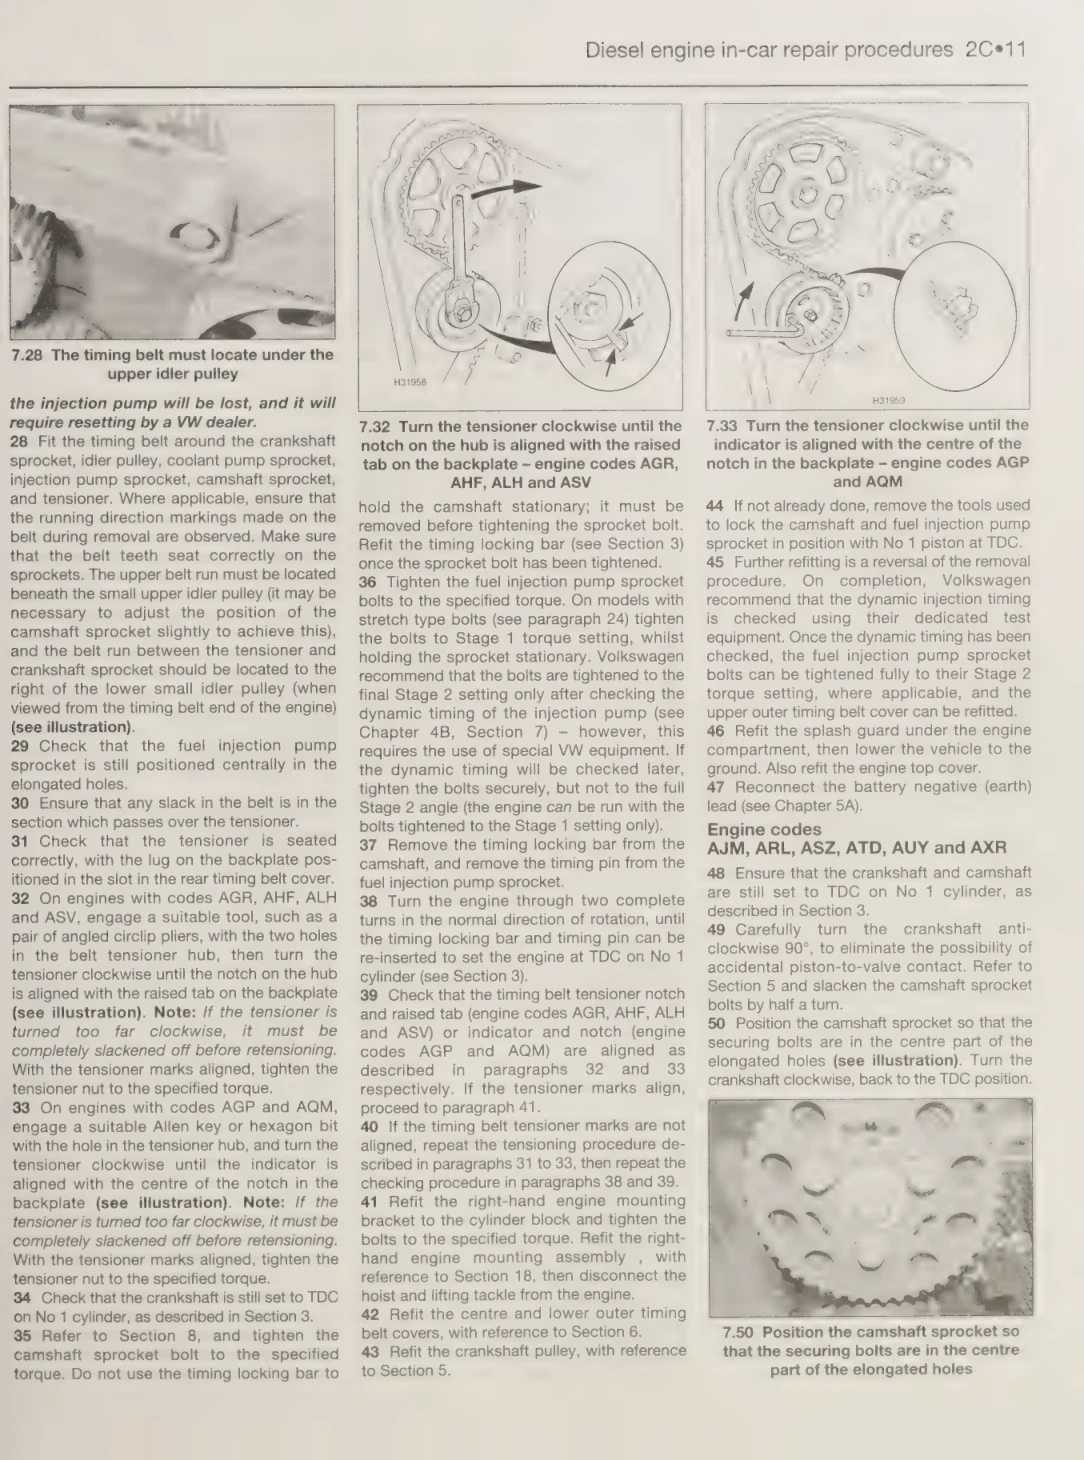 Diesel engine in-car repair procedures 2C•11
7.28 The timing belt must locate under the
upper idler pulley
the injection pump will be lost, and it will
require resetting by a VW dealer.
28 Fit the timing belt around the crankshaft
sprocket, idler pulley, coolant pump sprocket,
injection pump sprocket, camshaft sprocket,
and tensioner. Where applicable, ensure that
the running direction markings made on the
belt during removal are observed. Make sure
that the belt teeth seat correctly on the
sprockets. The upper belt run must be located
beneath the small upper idler pulley (it may be
necessary to adjust the position of the
camshaft sprocket slightly to achieve this),
and the belt run between the tensioner and
crankshaft sprocket should be located to the
right of the lower small idler pulley (when
viewed from the timing belt end of the engine)
(see illustration).
29 Check that the fuel injection pump
sprocket is still positioned centrally in the
elongated holes.
30 Ensure that any slack in the belt is in the
section which passes over the tensioner.
31 Check that the tensioner is seated
correctly, with the lug on the backplate pos-
itioned in the slot in the rear timing belt cover.
32 On engines with codes AGR, AHF, ALH
and ASV, engage a suitable tool, such as a
pair of angled circlip pliers, with the two holes
in the belt tensioner hub, then turn the
tensioner clockwise until the notch on the hub
is aligned with the raised tab on the backplate
(see illustration). Note: If the tensioner is
turned too far clockwise, it must be
completely slackened off before retensioning.
With the tensioner marks aligned, tighten the
tensioner nut to the specified torque.
33 On engines with codes AGP and AQM,
engage a suitable Allen key or hexagon bit
with the hole in the tensioner hub, and turn the
tensioner clockwise until the indicator is
aligned with the centre of the notch in the
backplate (see illustration). Note: If the
tensioner is turned too far clockwise, it must be
completely slackened off before retensioning.
With the tensioner marks aligned, tighten the
tensioner nut to the specified torque.
34 Check that the crankshaft is still set to TDC
on No 1 cylinder, as described in Section 3.
35 Refer to Section 8, and tighten the
camshaft sprocket bolt to the specified
torque. Do not use the timing locking bar to
H31958
7.32 Turn the tensioner clockwise until the
notch on the hub is aligned with the raised
tab on the backplate – engine codes AGR,
AHF, ALH and ASV
hold the camshaft stationary; it must be
removed before tightening the sprocket bolt.
Refit the timing locking bar (see Section 3)
once the sprocket bolt has been tightened.
36 Tighten the fuel injection pump sprocket
bolts to the specified torque. On models with
stretch type bolts (see paragraph 24) tighten
the bolts to Stage 1 torque setting, whilst
holding the sprocket stationary. Volkswagen
recommend that the bolts are tightened to the
final Stage 2 setting only after checking the
dynamic timing of the injection pump (see
Chapter 4B, Section 7) – however, this
requires the use of special VW equipment. If
the dynamic timing will be checked later,
tighten the bolts securely, but not to the full
Stage 2 angle (the engine can be run with the
bolts tightened to the Stage 1 setting only).
37 Remove the timing locking bar from the
camshaft, and remove the timing pin from the
fuel injection pump sprocket.
38 Turn the engine through two complete
turns in the normal direction of rotation, until
the timing locking bar and timing pin can be
re-inserted to set the engine at TDC on No 1
cylinder (see Section 3).
39 Check that the timing belt tensioner notch
and raised tab (engine codes AGR, AHF, ALH
and ASV) or indicator and notch (engine
codes AGP and AQM) are aligned as
described in paragraphs 32 and 33
respectively. If the tensioner marks align,
proceed to paragraph 41.
40 If the timing belt tensioner marks are not
aligned, repeat the tensioning procedure de-
scribed in paragraphs 31 to 33, then repeat the
checking procedure in paragraphs 38 and 39.
41 Refit the right-hand engine mounting
bracket to the cylinder block and tighten the
bolts to the specified torque. Refit the right-
hand engine mounting assembly , with
reference to Section 18, then disconnect the
hoist and lifting tackle from the engine.
42 Refit the centre and lower outer timing
belt covers, with reference to Section 6.
43 Refit the crankshaft pulley, with reference
to Section 5.
H31959
7.33 Turn the tensioner clockwise until the
indicator is aligned with the centre of the
notch in the backplate – engine codes AGP
and AQM
44 If not already done, remove the tools used
to lock the camshaft and fuel injection pump
sprocket in position with No 1 piston at TDC.
45 Further refitting is a reversal of the removal
procedure. On completion, Volkswagen
recommend that the dynamic injection timing
is checked using their dedicated test
equipment. Once the dynamic timing has been
checked, the fuel injection pump sprocket
bolts can be tightened fully to their Stage 2
torque setting, where applicable, and the
upper outer timing belt cover can be refitted.
46 Refit the splash guard under the engine
compartment, then lower the vehicle to the
ground. Also refit the engine top cover.
47 Reconnect the battery negative (earth)
lead (see Chapter 5A).
Engine codes
AJM, ARL, ASZ, ATD, AUY and AXR
48 Ensure that the crankshaft and camshaft
are still set to TDC on No 1 cylinder, as
described in Section 3.
49 Carefully turn the crankshaft anti-
clockwise 90°, to eliminate the possibility of
accidental piston-to-valve contact. Refer to
Section 5 and slacken the camshaft sprocket
bolts by half a turn.
50 Position the camshaft sprocket so that the
securing bolts are in the centre part of the
elongated holes (see illustration). Turn the
crankshaft clockwise, back to the TDC position.
7.50 Position the camshaft sprocket so
that the securing bolts are in the centre
part of the elongated holes